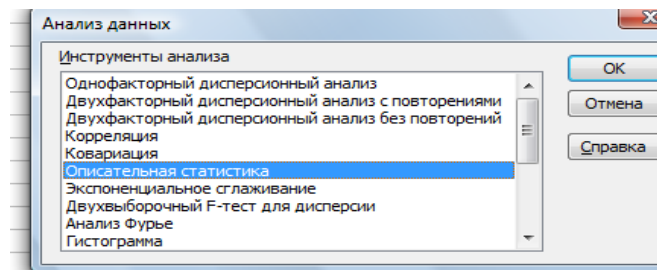 Анализ данных
Инструменты анализа
Однофакторный дисперсионный анализ
Двухфакторный дисперсионный анализ с повторениями
Двухфакторный дисперсионный анализ без повторений
Корреляция
Ковариация
Описательная статистика
Экспоненциальное сглаживание
Двухвыборочный F-тест для дисперсии
Анализ Фурье
Гистограмма
ОК
Отмена
Справка